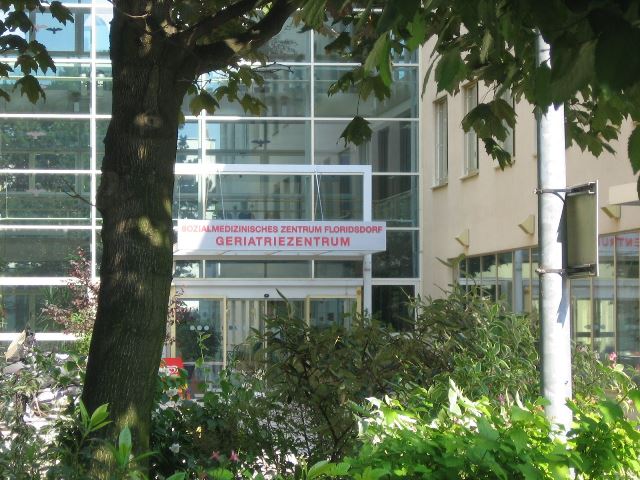 SOZIALMEDIZINISCHES ZENTRUM FLORIDSDORF
GERIATRIEZENTRUM